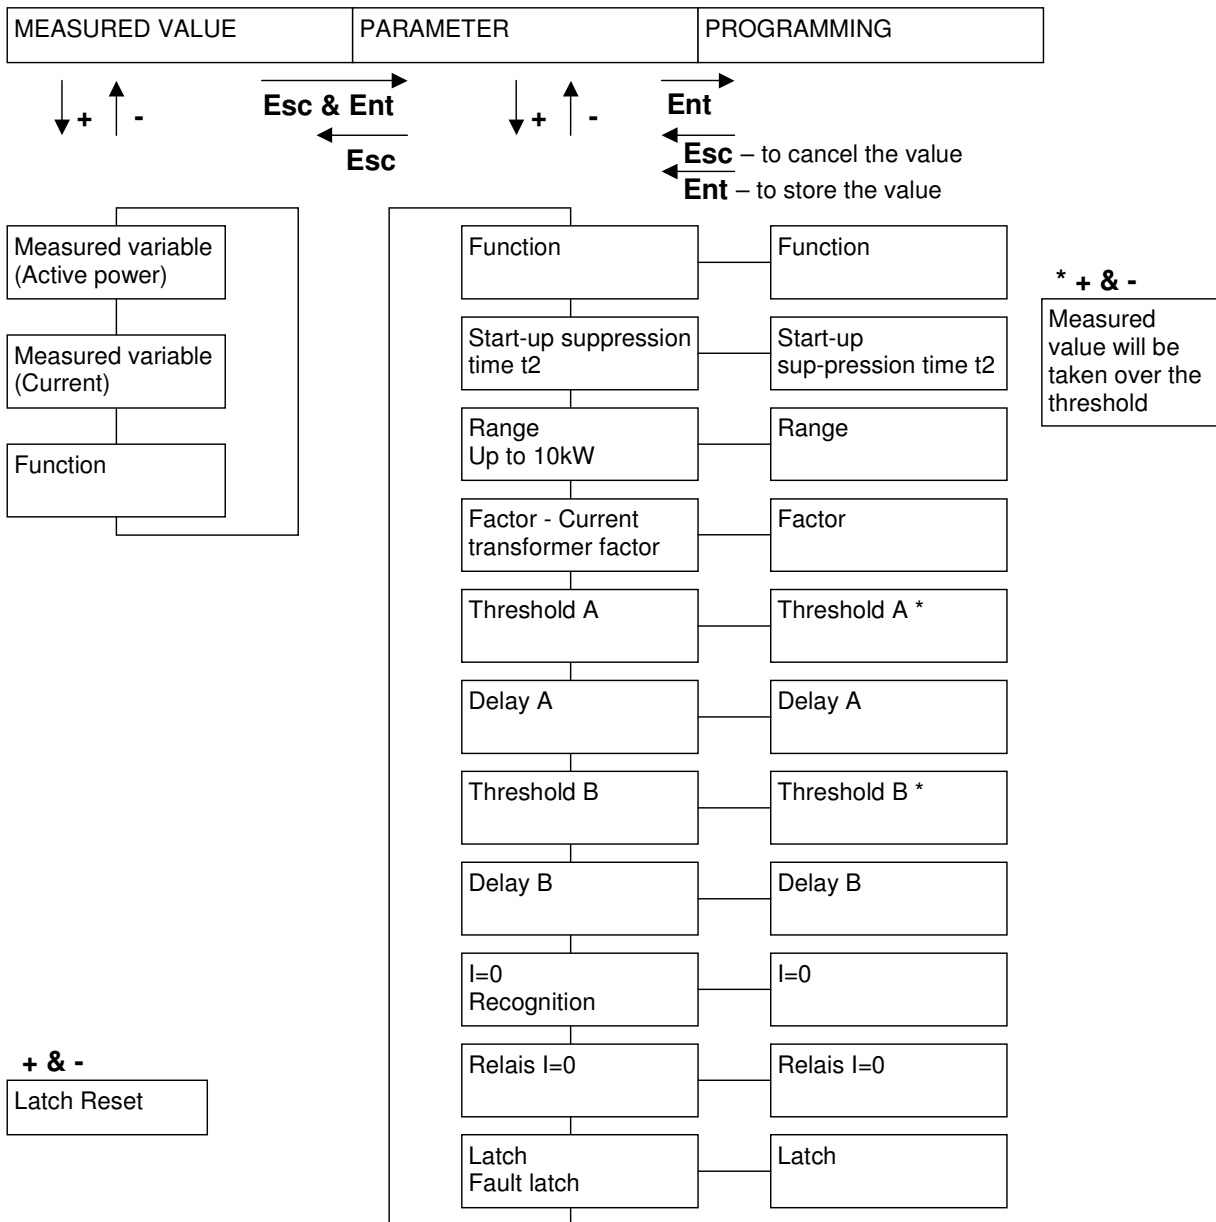 MEASURED VALUE
PARAMETER
PROGRAMMING
+ -
Esc & Ent
Esc
+ -
Ent
Esc – to cancel the value
Ent – to store the value
Measured variable
(Active power)
Measured variable
(Current)
Function
Function
Function
Start-up suppression
time t2
Start-up
sup-pression time t2
Range
Up to 10kW
Range
Factor - Current
transformer factor
Factor
Threshold A
Threshold A *
Delay A
Delay A
Threshold B
Threshold B *
Delay B
Delay B
I=0
Recognition
I=0
Relais I=0
Relais I=0
Latch
Fault latch
Latch
* + & -
Measured
value will be
taken over the
threshold
+ & -
Latch Reset